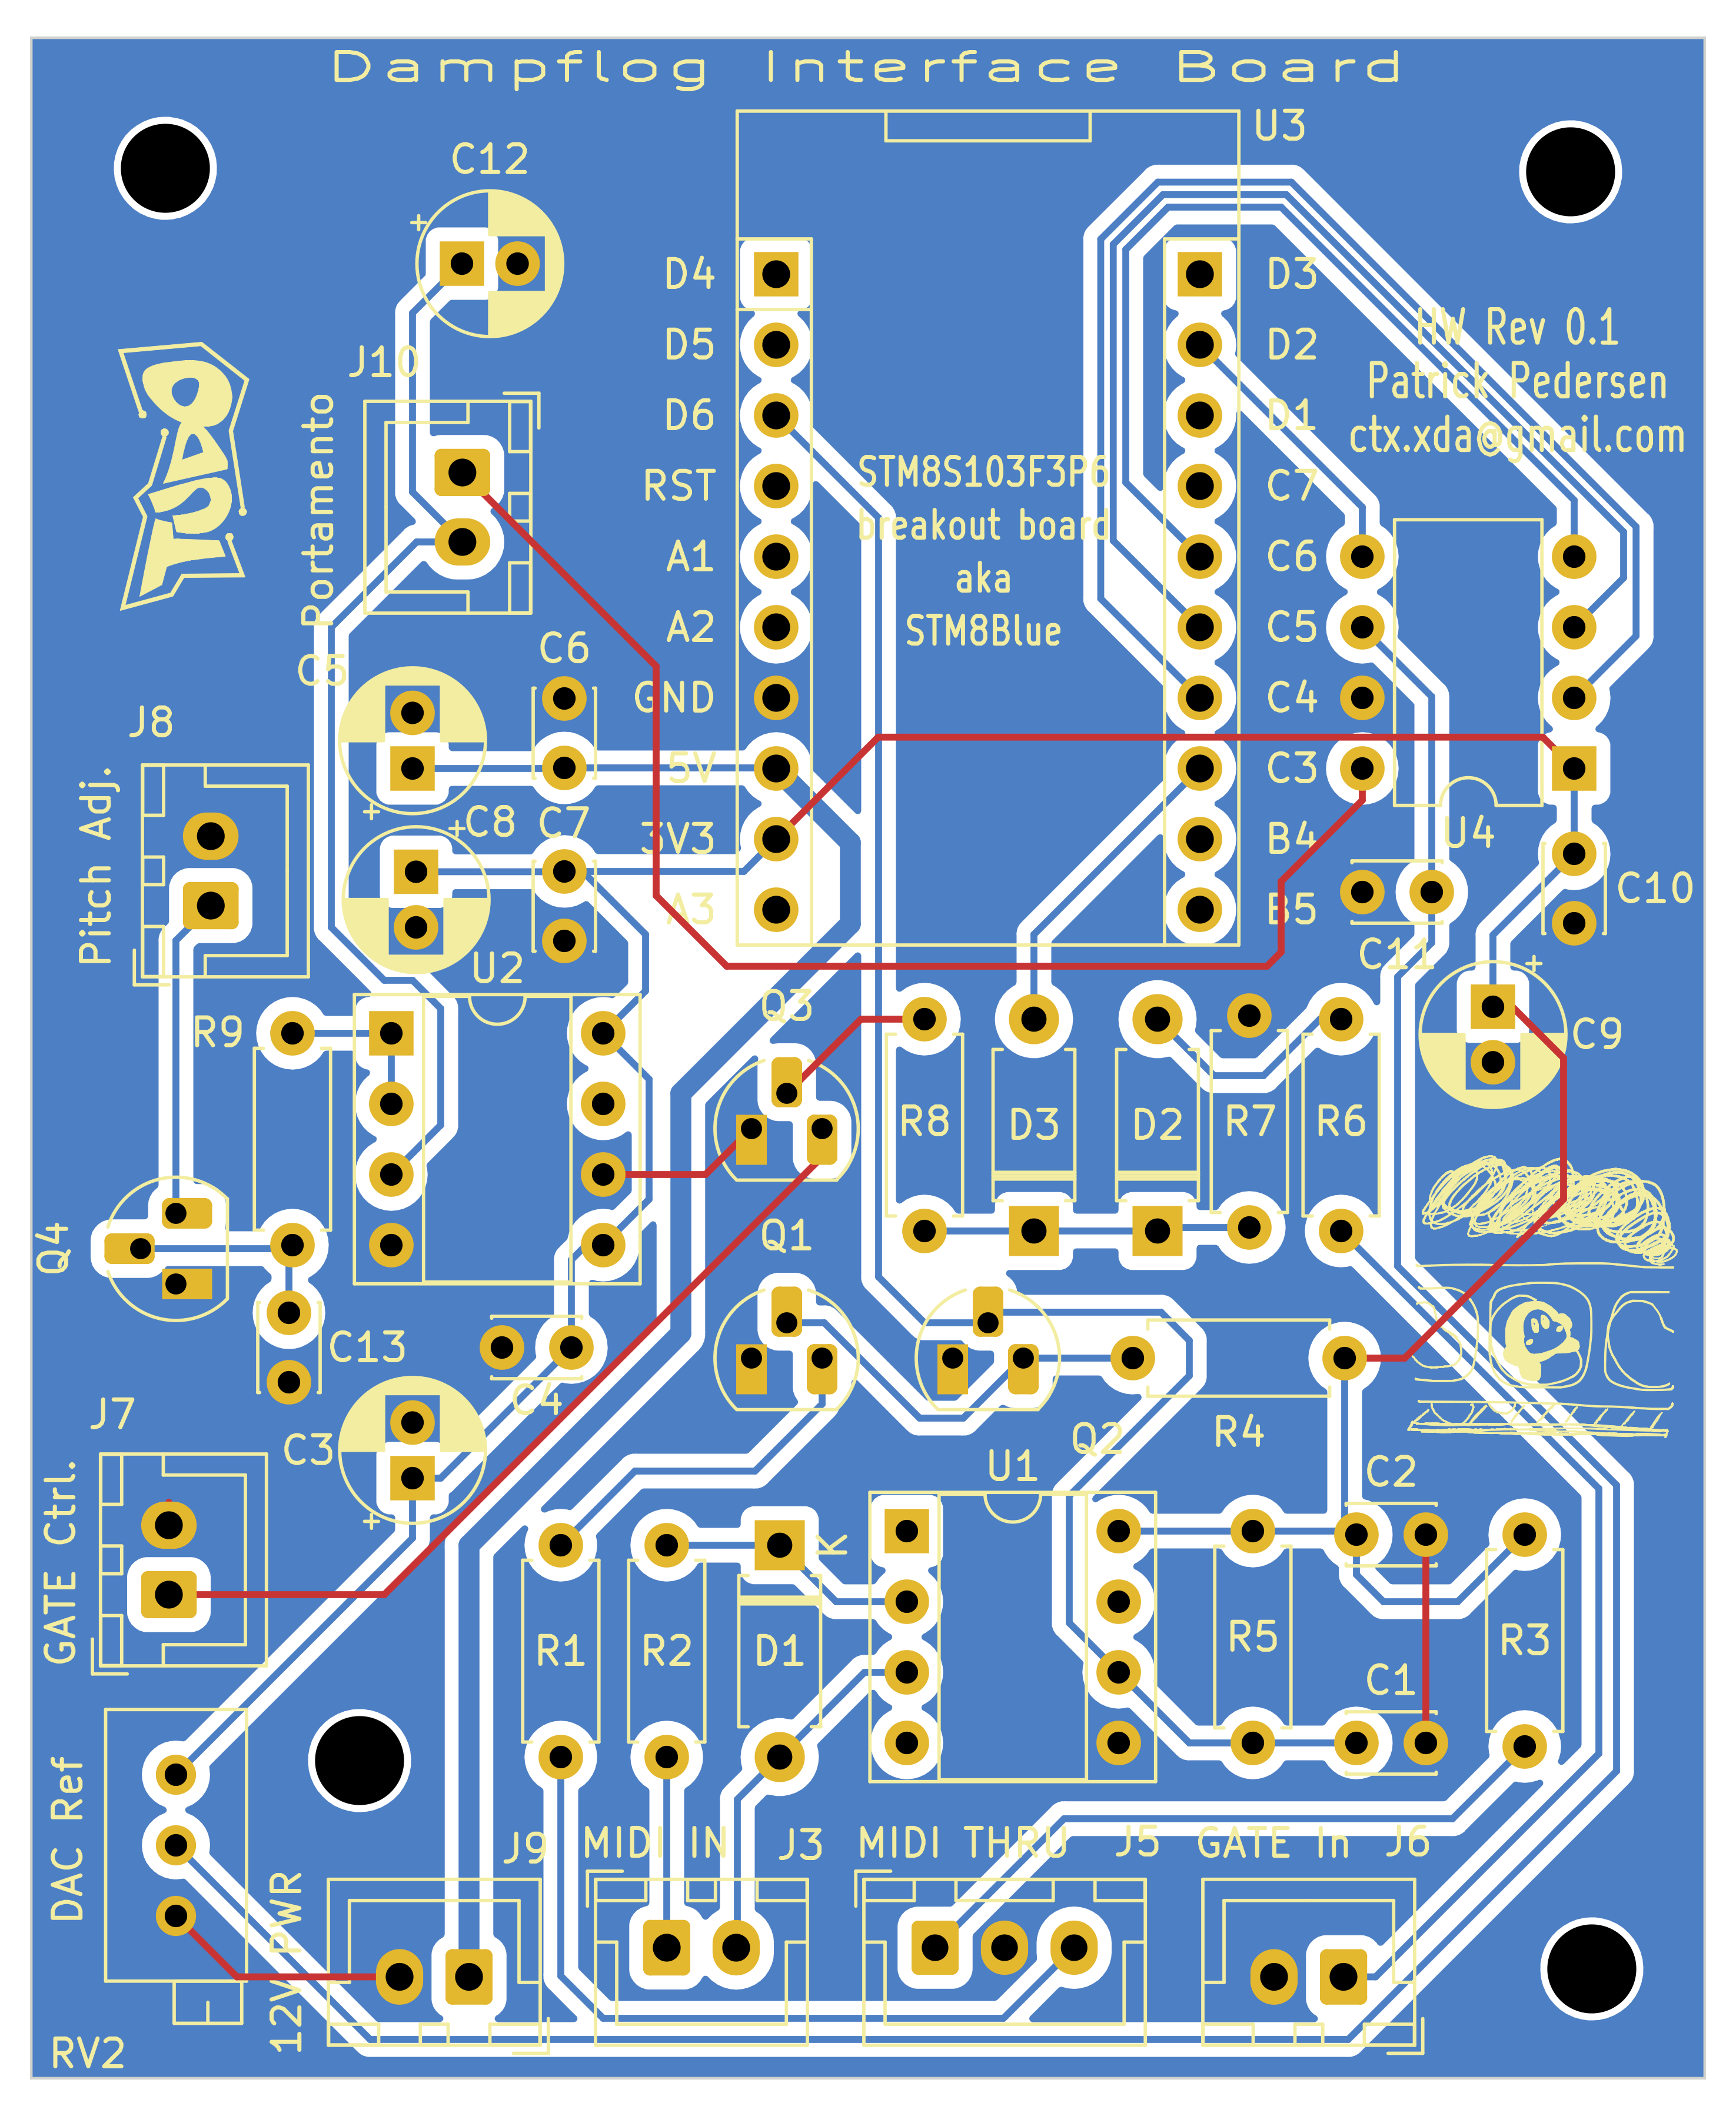 Dampflog Interface Board
U3
C12
D4
D3
J10
D5
D2
HW Rev 0.1
Patrick Pedersen
ctx.xda@gmail.com
D6
D1
Portamento
STM8S103F3P6
breakout board
aka
STM8Blue
RST
C7
A1
C6
A2
C5
C5
C6
GND
C4
J8
5V
C3
Pitch Adj.
C8
C7
3V3
B4
U4
A3
B5
C10
C11
U2
R9
Q3
C9
R8
D3
D2
R7
R6
Q4
Q1
C13
C4
J7
C3
Q2
R4
GATE Ctrl.
U1
C2
K
R1
R2
D1
R5
R3
C1
DAC Ref
J9
MIDI IN
J3
MIDI THRU
J5
GATE In
J6
12V PWR
RV2